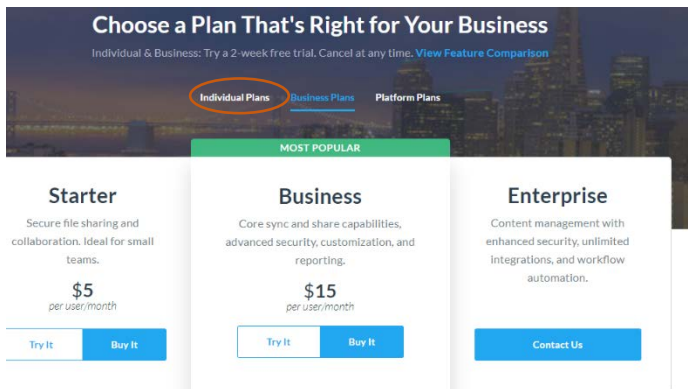 Choose a Plan That's Right for Your Business
Individual & Business: Try a 2-week free trial. Cancel at any time. View Feature Comparison
Individual Plans Business Plans Platform Plans
MOST POPULAR
Starter
Secure file sharing and
collaboration. Ideal for small
teams.
$5
per user/month
Try It Buy It
Business
Core sync and share capabilities,
advanced security, customization, and
reporting.
$15
per user/month
Try It Buy It
Enterprise
Content management with
enhanced security, unlimited
integrations, and workflow
automation.
Contact Us